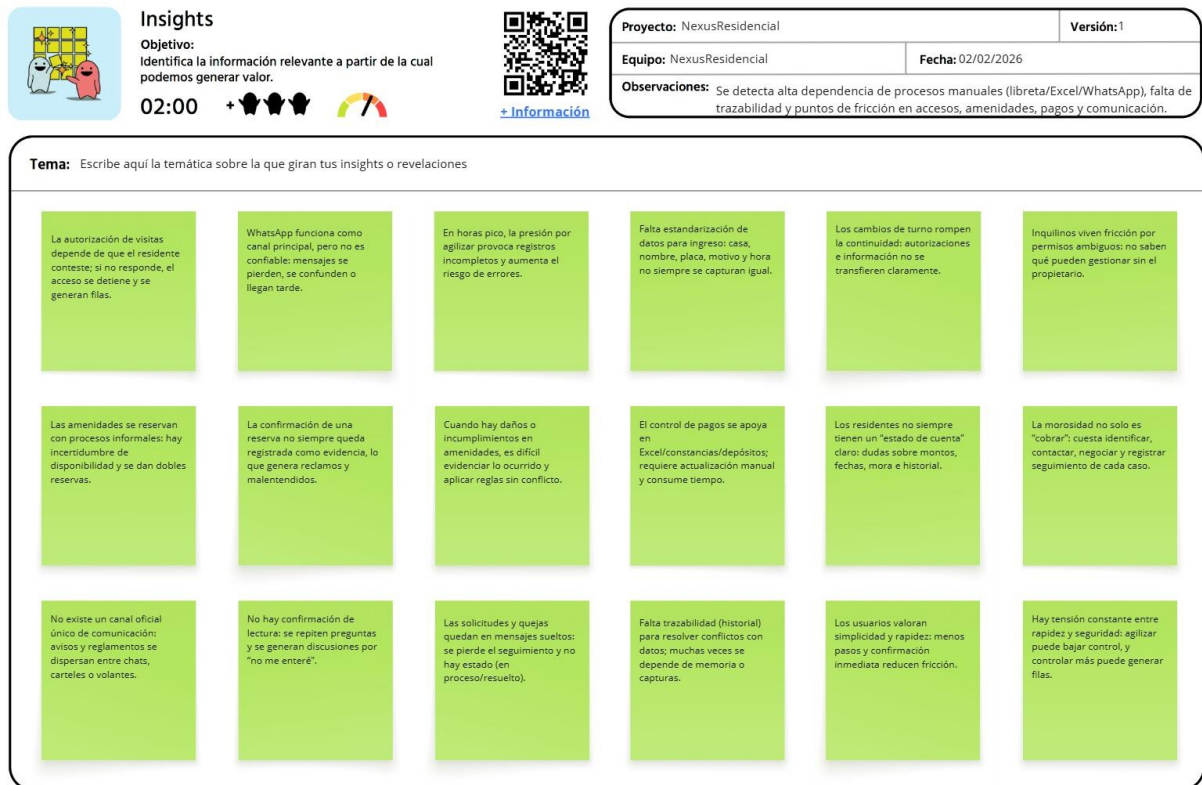 Insights
Objetivo:
Identifica la información relevante a partir de la cual
podemos generar valor.
02:00
+
+ Información
Proyecto: NexusResidencial
Versión:1
Equipo: NexusResidencial
Fecha: 02/02/2026
Observaciones: Se detecta alta dependencia de procesos manuales (libreta/Excel/WhatsApp), falta de
trazabilidad y puntos de fricción en accesos, amenidades, pagos y comunicación.
Tema: Escribe aquí la temática sobre la que giran tus insights o revelaciones
La autorización de visitas
depende de que el residente
conteste; si no responde, el
acceso se detiene y se
generan filas.
WhatsApp funciona como
canal principal, pero no es
confiable: mensajes se
pierden, se confunden o
llegan tarde.
En horas pico, la presión por
agilizar provoca registros
incompletos y aumenta el
riesgo de errores.
Falta estandarización de
datos para ingreso: casa,
nombre, placa, motivo y hora
no siempre se capturan igual.
Los cambios de turno rompen
la continuidad: autorizaciones
e información no se
transfieren claramente.
Inquilinos viven fricción por
permisos ambiguos: no saben
qué pueden gestionar sin el
propietario.
Las amenidades se reservan
con procesos informales: hay
incertidumbre de
disponibilidad y se dan dobles
reservas.
La confirmación de una
reserva no siempre queda
registrada como evidencia, lo
que genera reclamos y
malentendidos.
Cuando hay daños o
incumplimientos en
amenidades, es difícil
evidenciar lo ocurrido y
aplicar reglas sin conflicto.
El control de pagos se apoya
en
Excel/constancias/depósitos;
requiere actualización manual
y consume tiempo.
Los residentes no siempre
tienen un "estado de cuenta"
claro: dudas sobre montos,
fechas, mora e historial.
La morosidad no solo es
"cobrar": cuesta identificar,
contactar, negociar y registrar
seguimiento de cada caso.
No existe un canal oficial
único de comunicación:
avisos y reglamentos se
dispersan entre chats,
carteles o volantes.
No hay confirmación de
lectura: se repiten preguntas
y se generan discusiones por
"no me enteré".
Las solicitudes y quejas
quedan en mensajes sueltos:
se pierde el seguimiento y no
hay estado (en
proceso/resuelto).
Falta trazabilidad (historial)
para resolver conflictos con
datos; muchas veces se
depende de memoria o
capturas.
Los usuarios valoran
simplicidad y rapidez: menos
pasos y confirmación
inmediata reducen fricción.
Hay tensión constante entre
rapidez y seguridad: agilizar
puede bajar control, y
controlar más puede generar
filas.